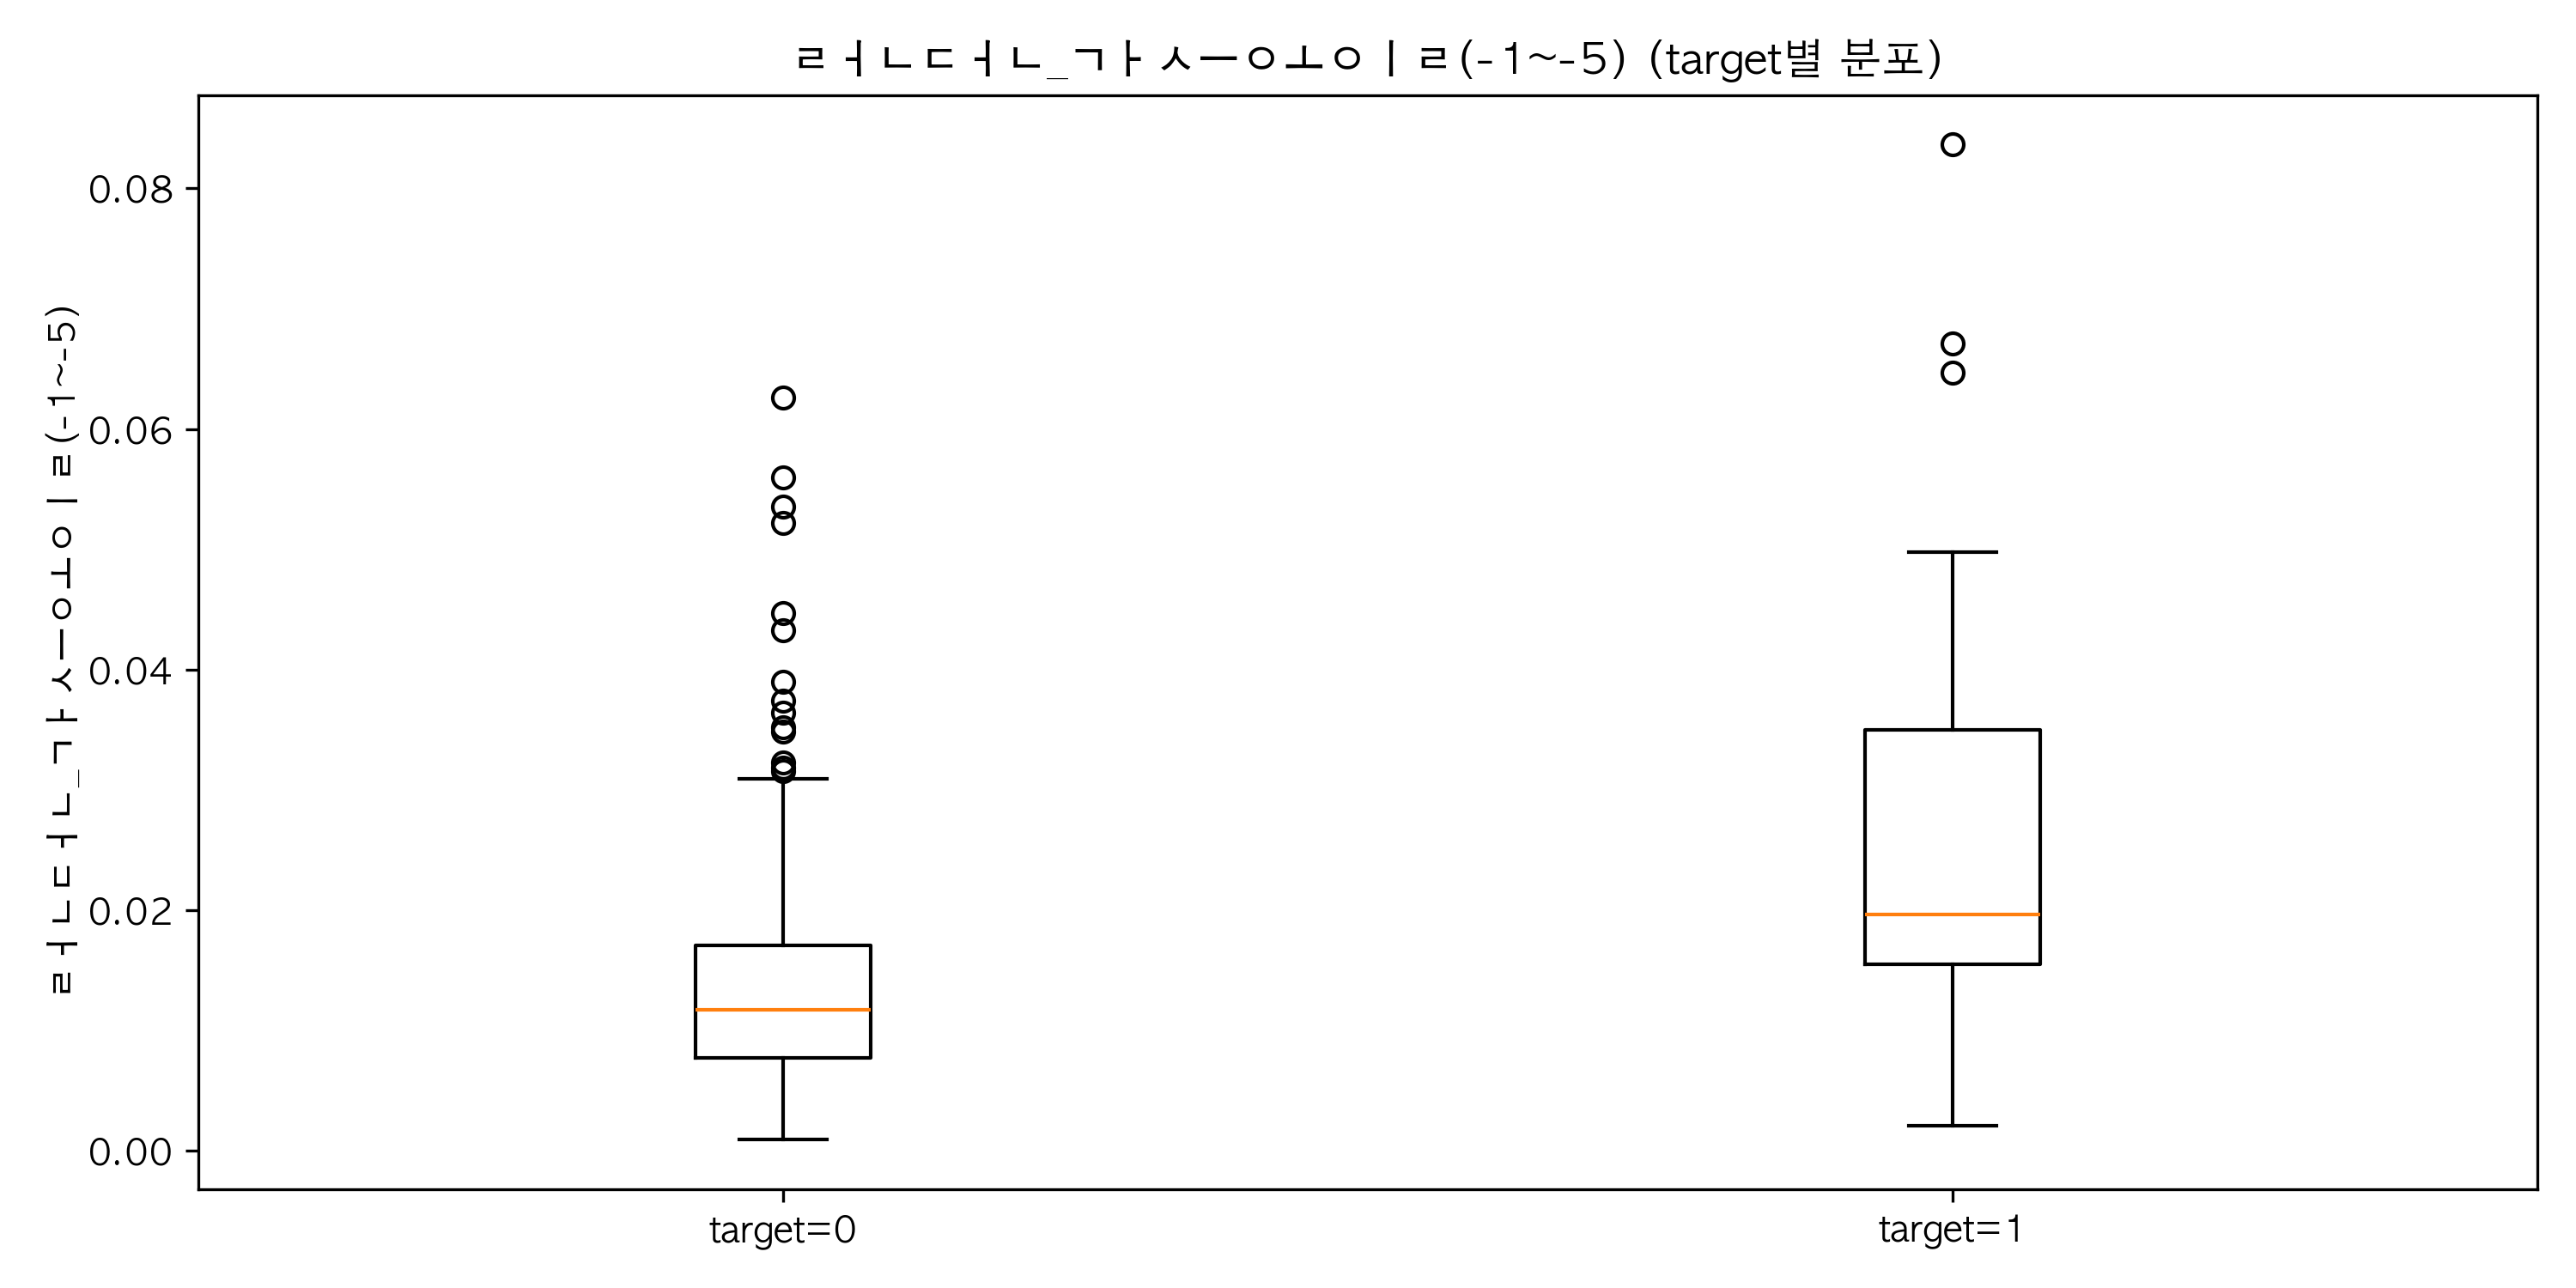 ㄹㅓㄴㄷㅓㄴ_ㄱㅏㅅㅡㅇㅗㅇㅣㄹ(-1~-5) (target별 분포)
ㄹㅓㄴㄷㅓㄴ_ㄱㅏㅅㅡㅇㅗㅇㅣㄹ(-1~-5)
0.08
0.06
0.04
0.02
0.00
target=0
target=1